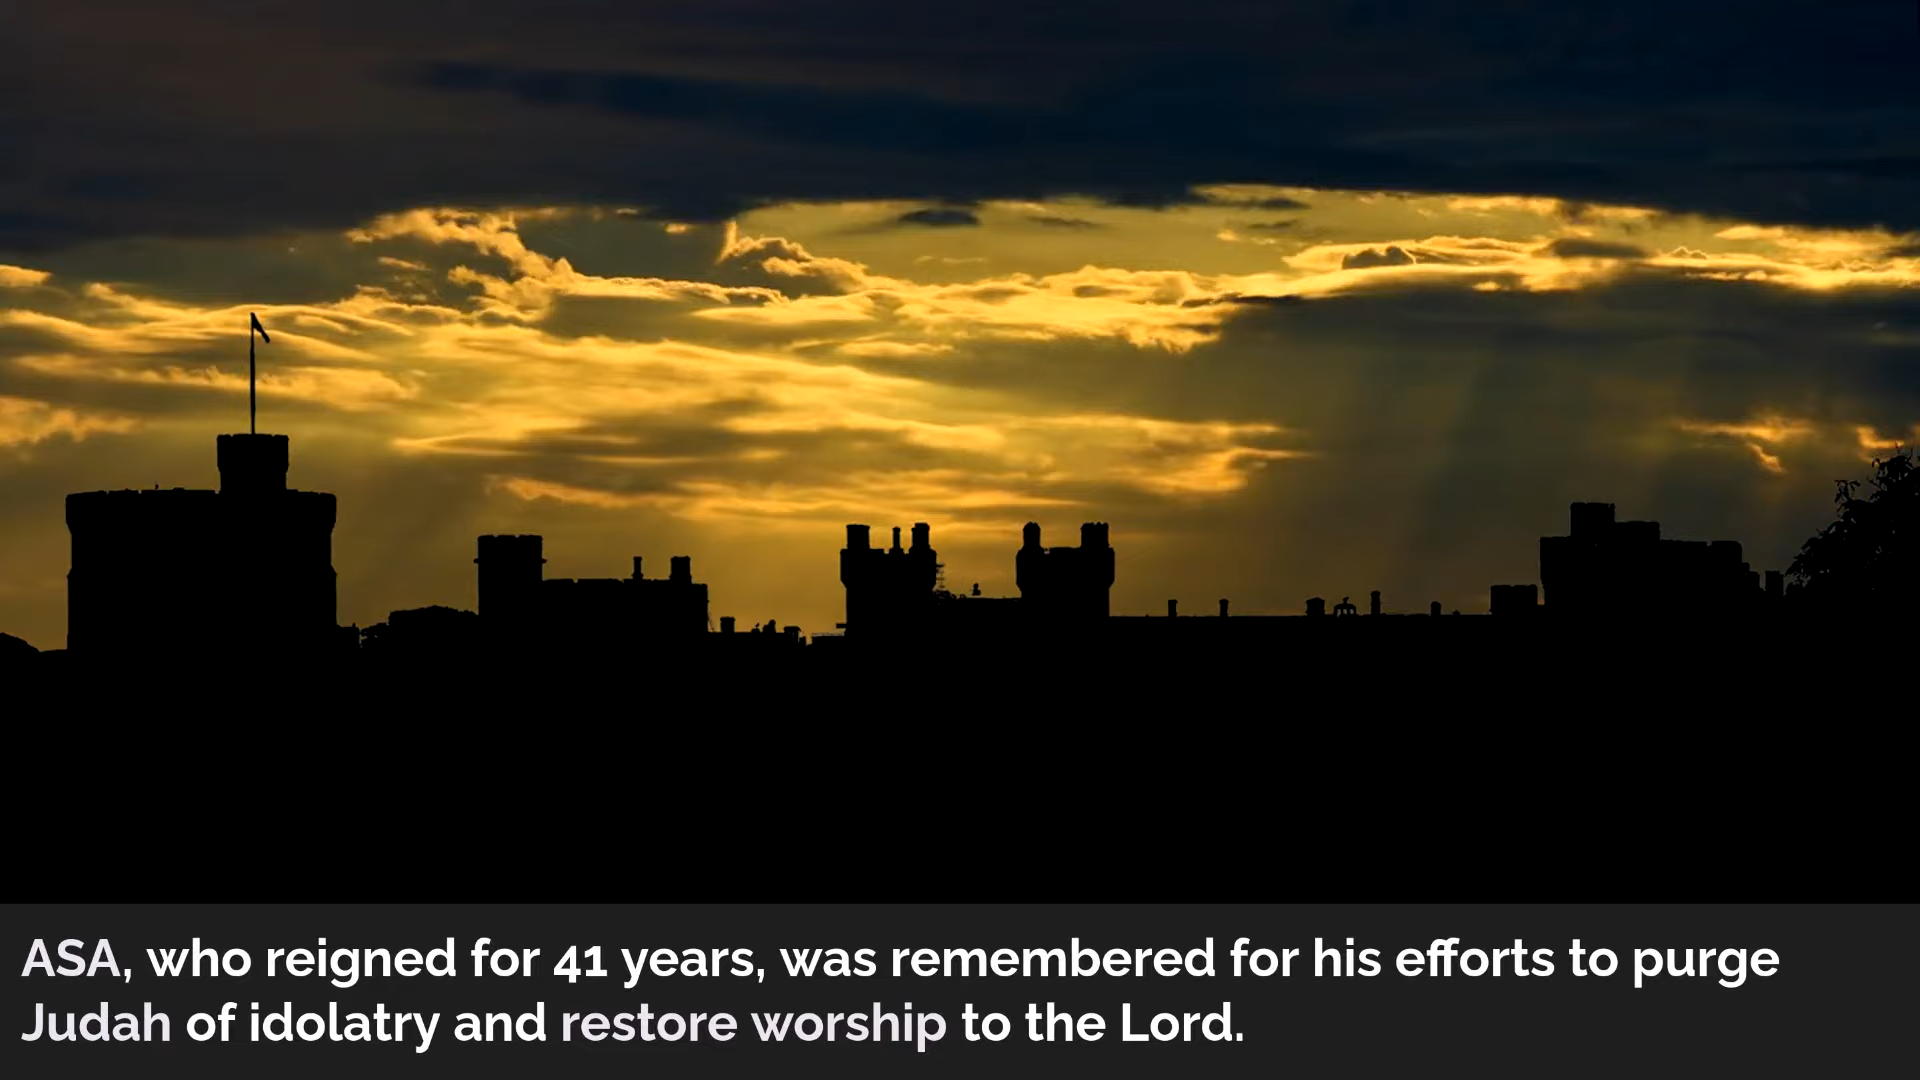 ASA, who reigned for 41 years, was remembered for his efforts to purge
Judah of idolatry and restore worship to the Lord.